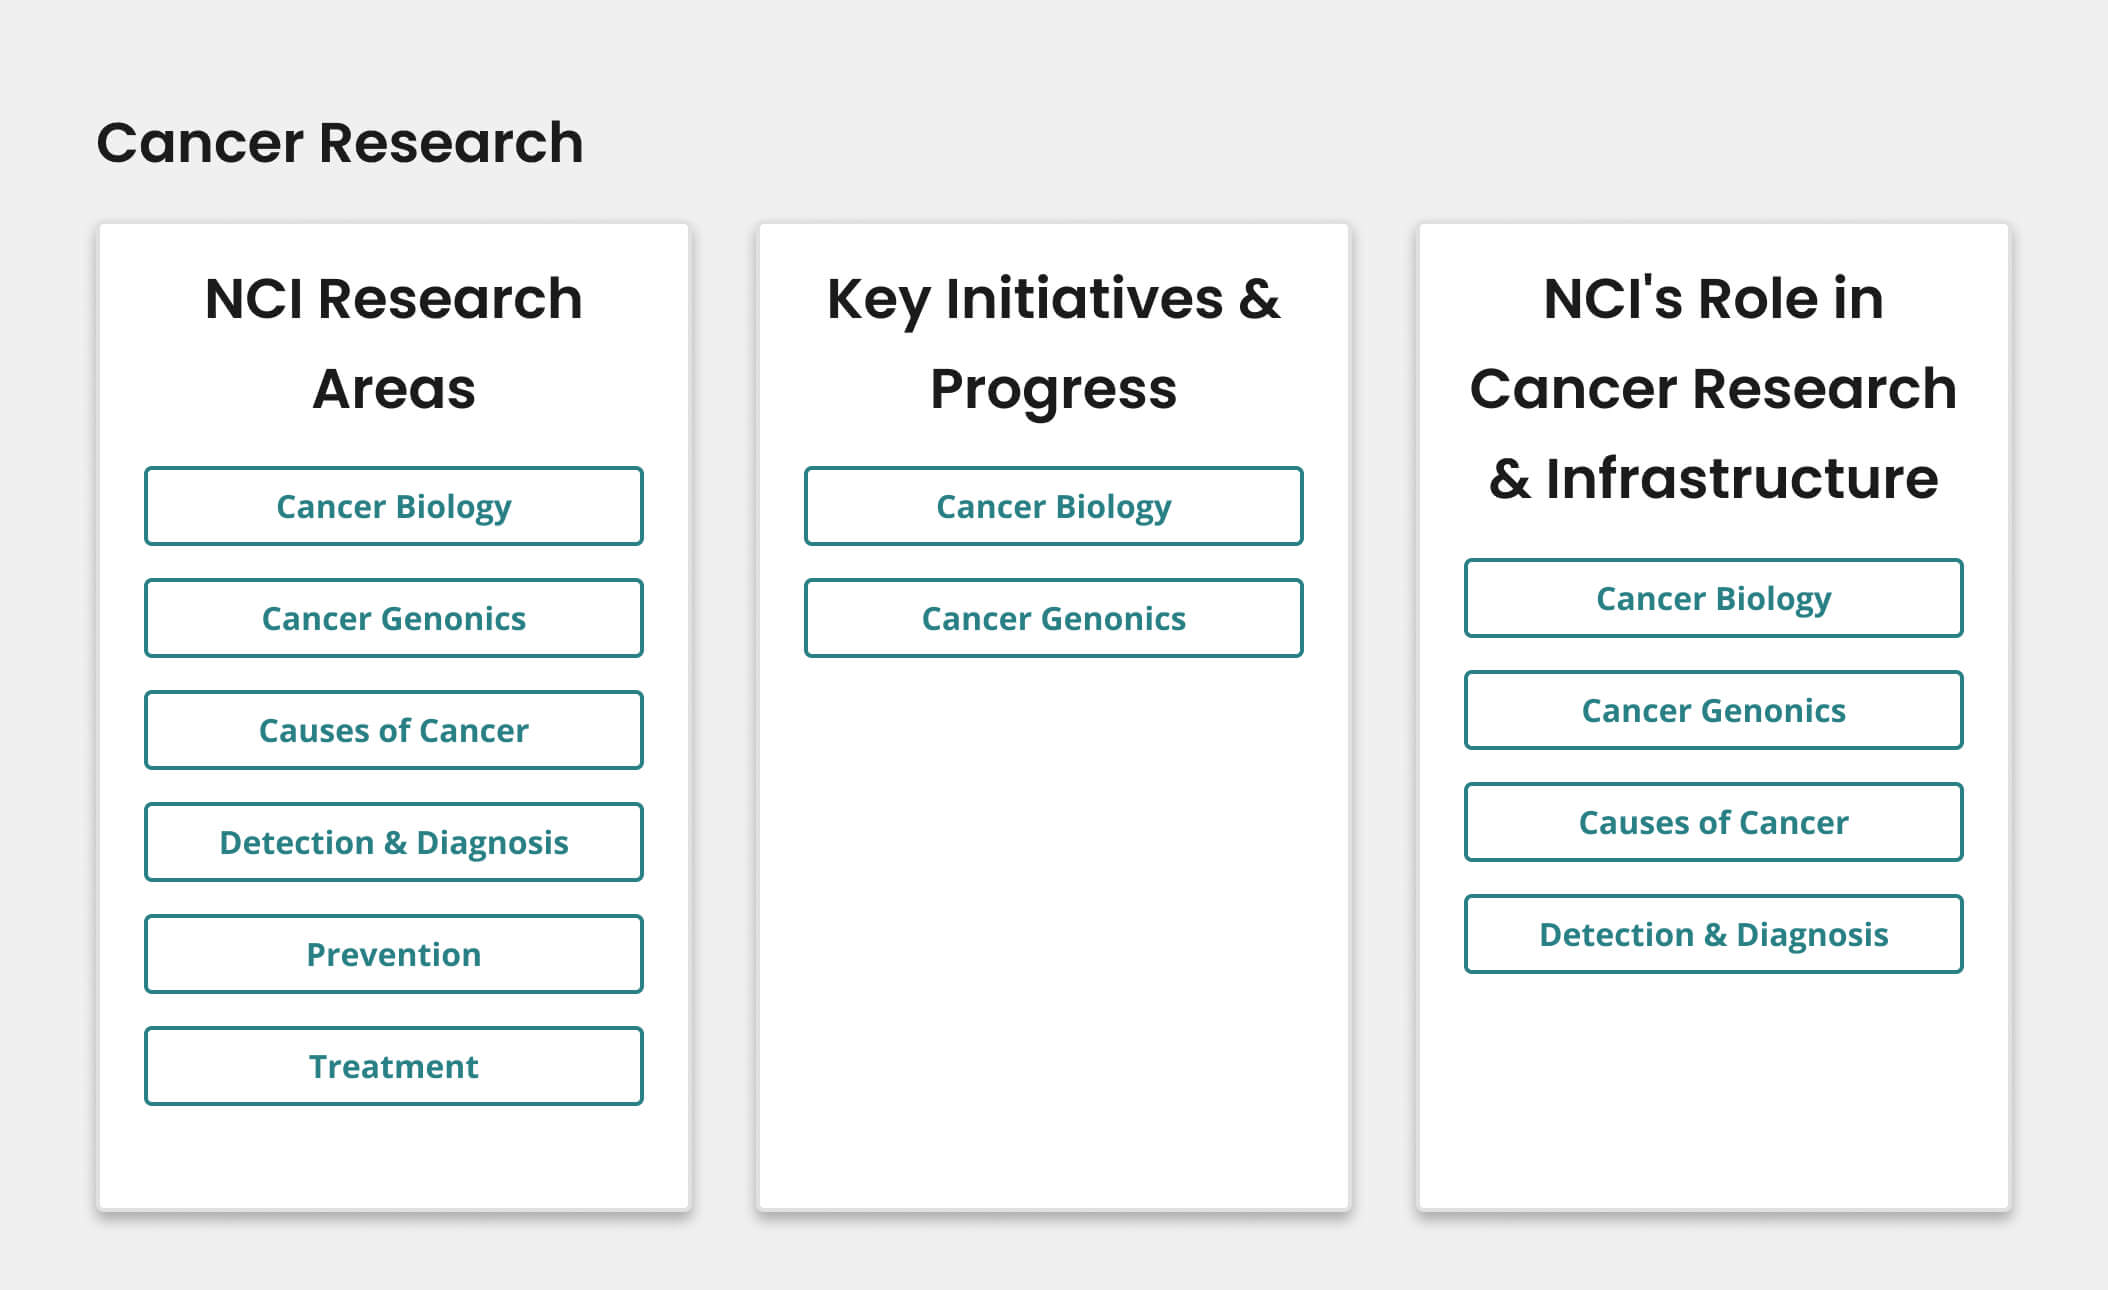 Cancer Research
NCI Research
Areas
Cancer Biology
Cancer Genonics
Causes of Cancer
Detection & Diagnosis
Prevention
Treatment
Key Initiatives &
Progress
Cancer Biology
Cancer Genonics
NCI's Role in
Cancer Research
& Infrastructure
Cancer Biology
Cancer Genonics
Causes of Cancer
Detection & Diagnosis